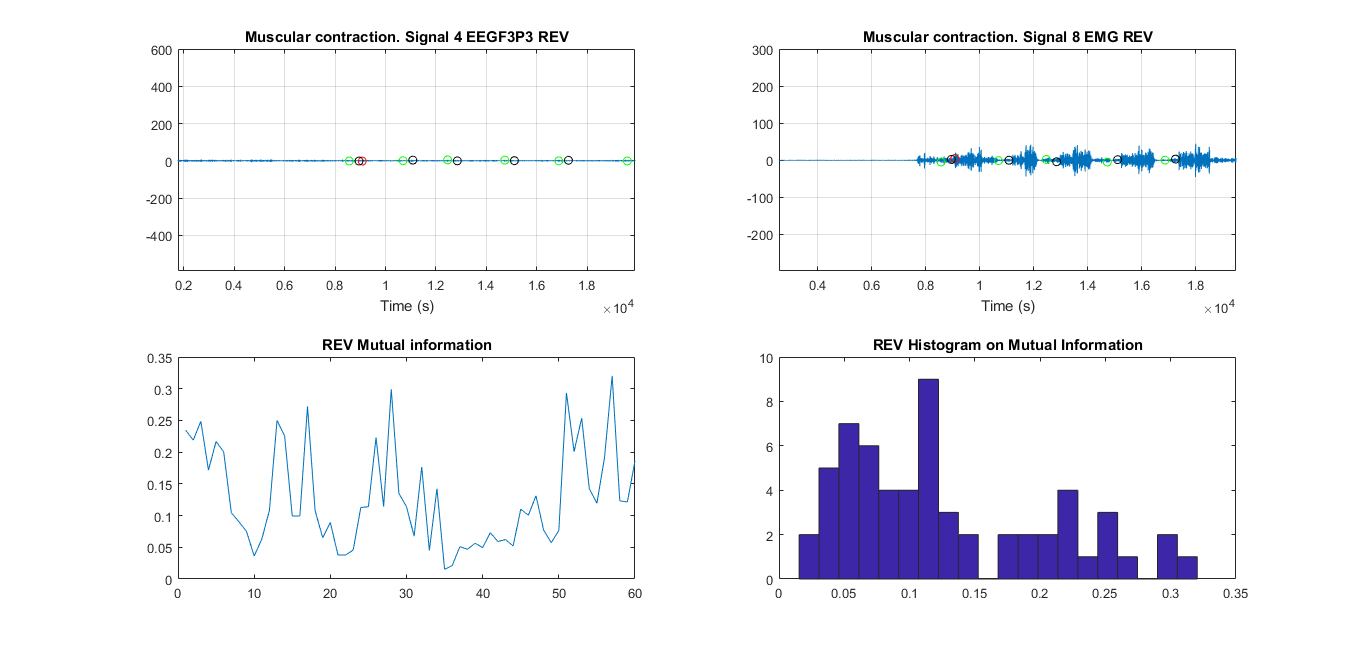 Muscular contraction. Signal 4 EEGF3P3 REV
600
400
200
0
-200
-400
0.2 0.4 0.6 0.8 1 1.2 1.4 1.6 1.8
Time (s)
×10^4
Muscular contraction. Signal 8 EMG REV
300
200
100
0
-100
-200
0.4 0.6 0.8 1 1.2 1.4 1.6 1.8
Time (s)
×10^4
REV Mutual information
0.35
0.3
0.25
0.2
0.15
0.1
0.05
0
0 10 20 30 40 50 60
REV Histogram on Mutual Information
10
8
6
4
2
0
0 0.05 0.1 0.15 0.2 0.25 0.3 0.35